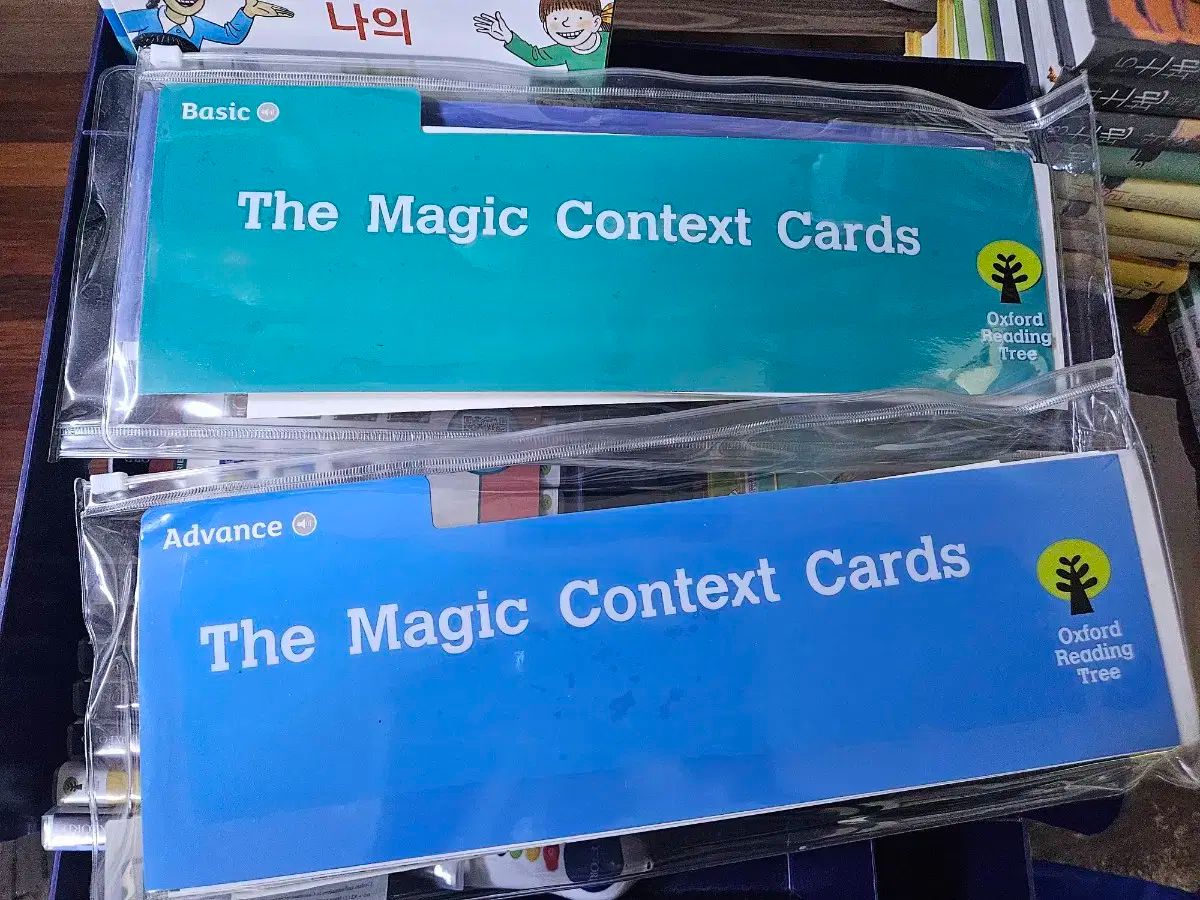 나의
Basic
The Magic Context Cards
Oxford
Reading
Tree
Advance
The Magic Context Cards
Oxford
Reading
Tree